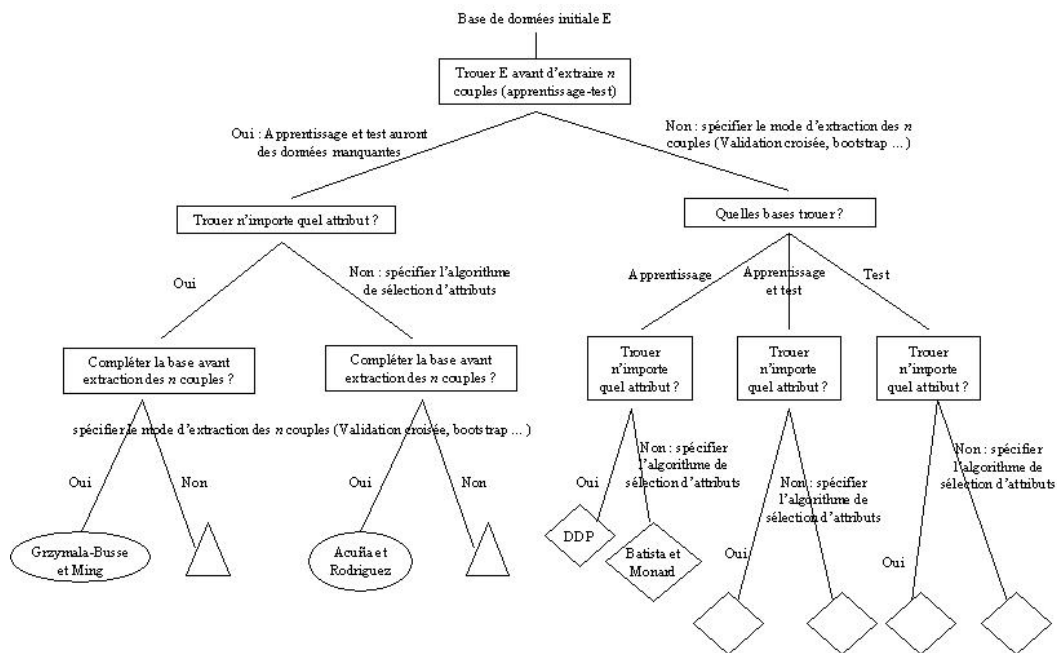 Base de données initiale E
Trouer E avant d'extraire n
couples (apprentissage-test)
Oui : Apprentissage et test auront
des données manquantes
Non : spécifier le mode d'extraction des n
couples (Validation croisée, bootstrap ... )
Trouer n'importe quel attribut ?
Quelles bases trouer ?
Oui
Non : spécifier l'algorithme
de sélection d'attributs
Apprentissage
Apprentissage
et test
Test
Compléter la base avant
extraction des n couples ?
Compléter la base avant
extraction des n couples ?
Trouer
n'importe
quel attribut ?
Trouer
n'importe
quel attribut ?
Trouer
n'importe
quel attribut ?
spécifier le mode d'extraction des n couples (Validation croisée, bootstrap ... )
Oui
Non
Oui
Non
Oui
Non : spécifier
l'algorithme de
sélection d'attributs
Non : spécifier
l'algorithme de
sélection d'attributs
Non : spécifier
l'algorithme de
sélection d'attributs
Grzymala-Busse
et Ming
Acuña et
Rodriguez
DDP
Batista et
Monard
Oui
Oui